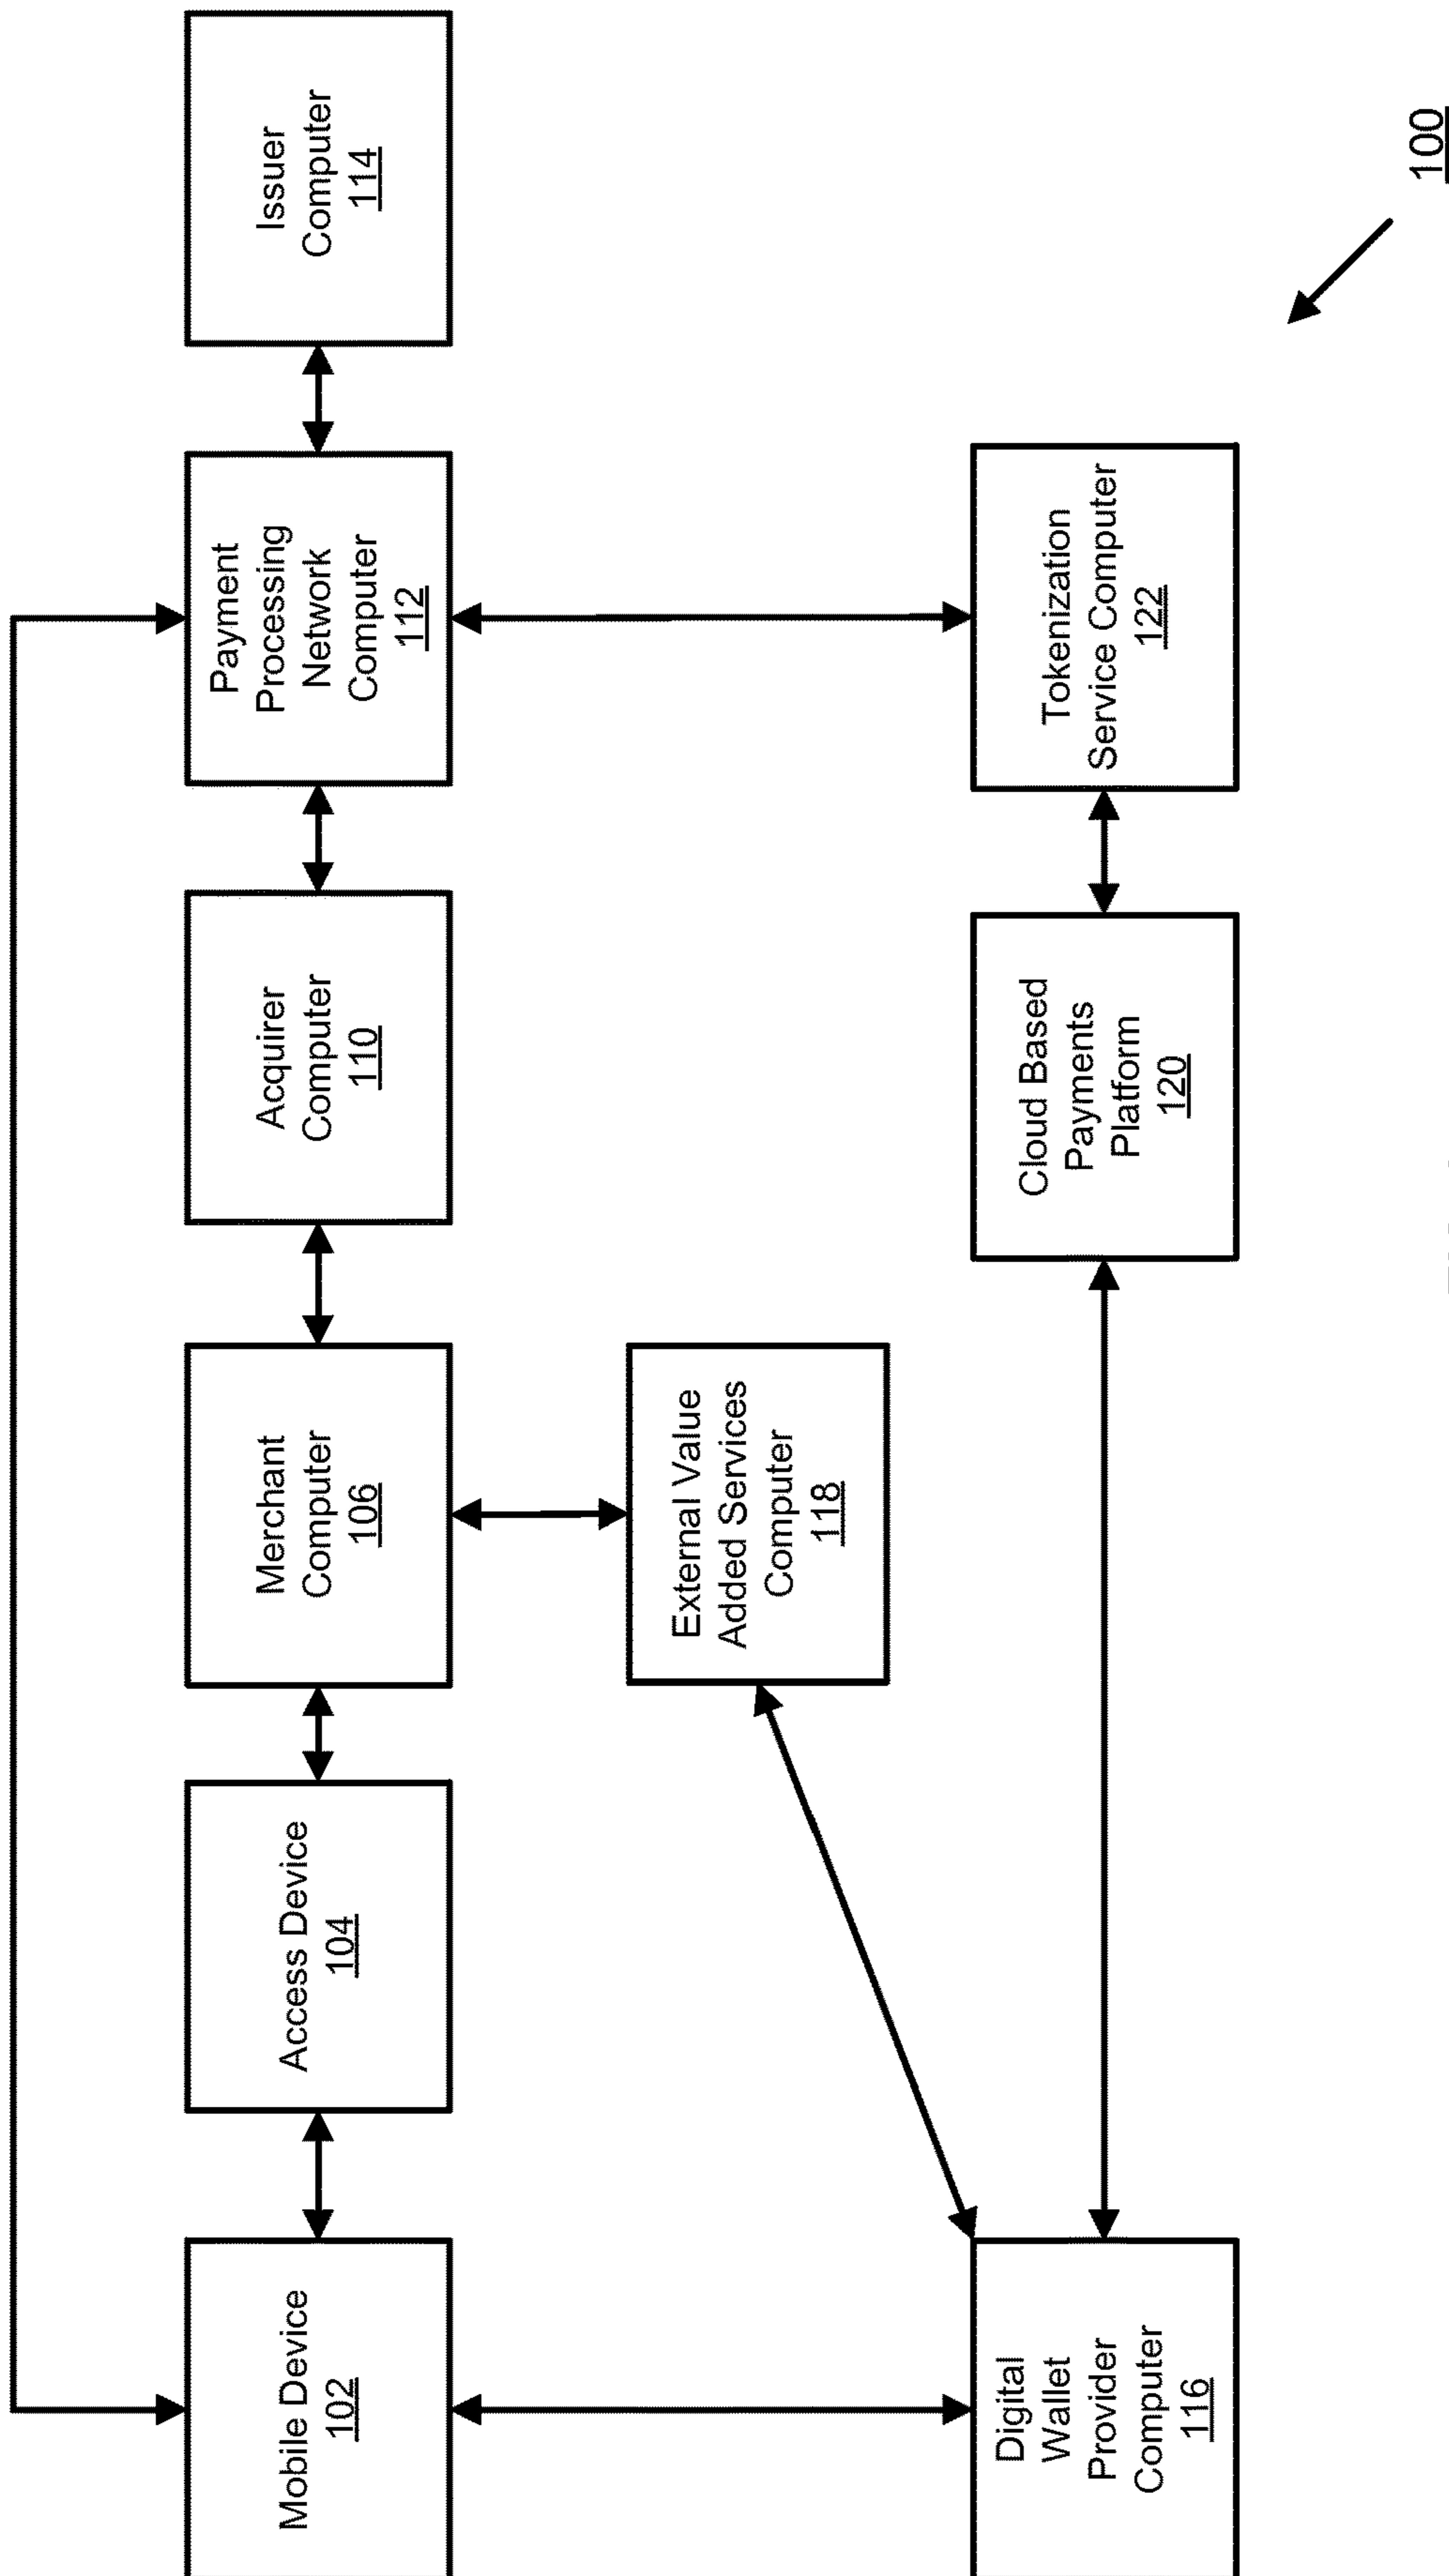 Mobile Device
102
Access Device
104
Merchant
Computer
106
Acquirer
Computer
110
Payment
Processing
Network
Computer
112
Issuer
Computer
114
External Value
Added Services
Computer
118
Digital
Wallet
Provider
Computer
116
Cloud Based
Payments
Platform
120
Tokenization
Service Computer
122
100